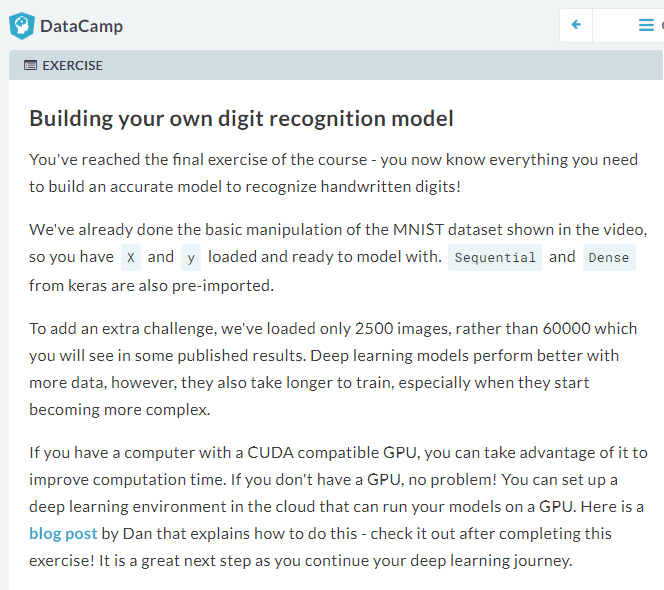 DataCamp
EXERCISE
Building your own digit recognition model
You've reached the final exercise of the course - you now know everything you need
to build an accurate model to recognize handwritten digits!
We've already done the basic manipulation of the MNIST dataset shown in the video,
so you have X and y loaded and ready to model with. Sequential and Dense
from keras are also pre-imported.
To add an extra challenge, we've loaded only 2500 images, rather than 60000 which
you will see in some published results. Deep learning models perform better with
more data, however, they also take longer to train, especially when they start
becoming more complex.
If you have a computer with a CUDA compatible GPU, you can take advantage of it to
improve computation time. If you don't have a GPU, no problem! You can set up a
deep learning environment in the cloud that can run your models on a GPU. Here is a
blog post by Dan that explains how to do this - check it out after completing this
exercise! It is a great next step as you continue your deep learning journey.